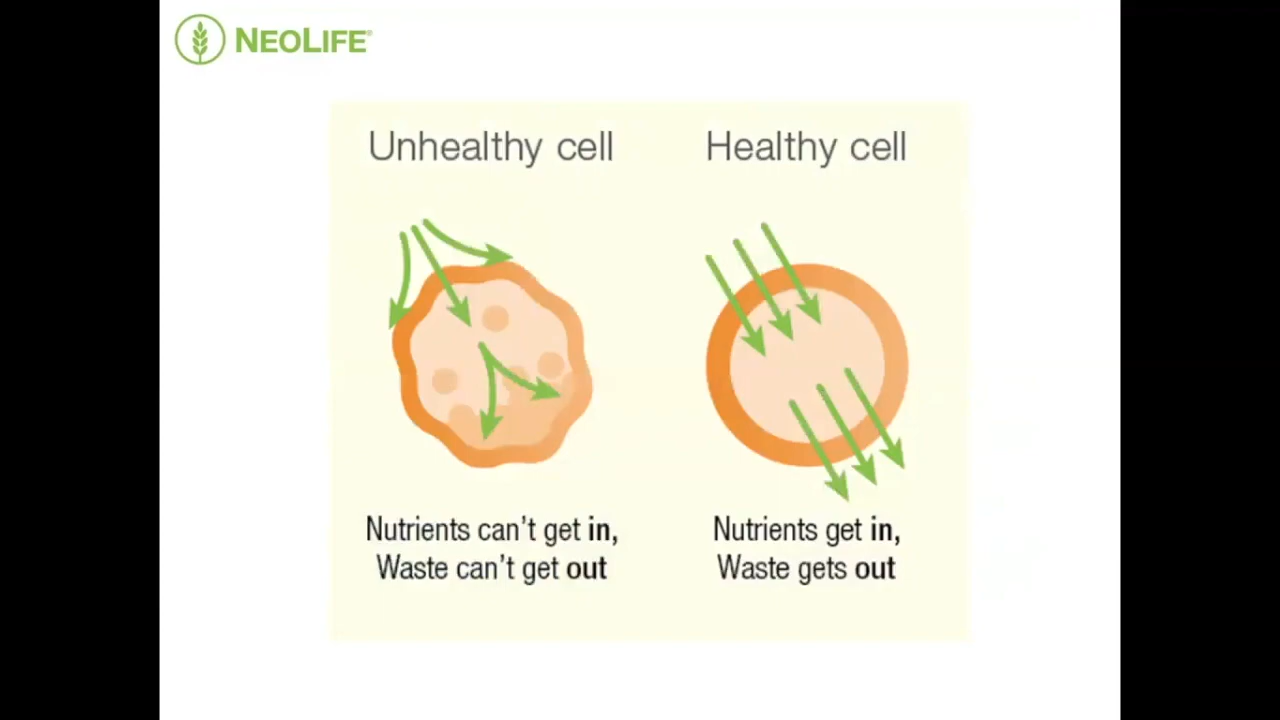 NEOLIFE®
Unhealthy cell
Healthy cell
Nutrients can't get in,
Waste can't get out
Nutrients get in,
Waste gets out